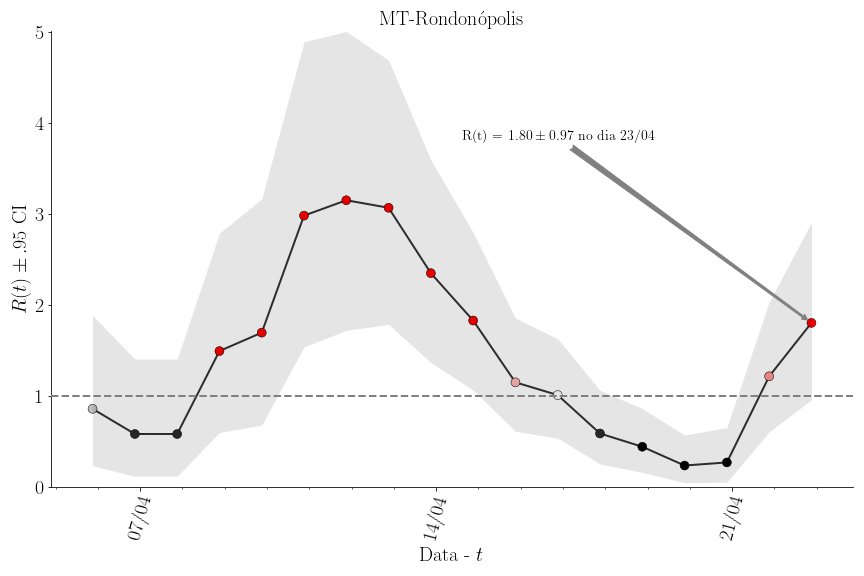 MT-Rondonópolis
R(t) ± .95 CI
5
4
3
2
1
0
R(t) = 1.80 ± 0.97 no dia 23/04
07/04
14/04
21/04
Data - t